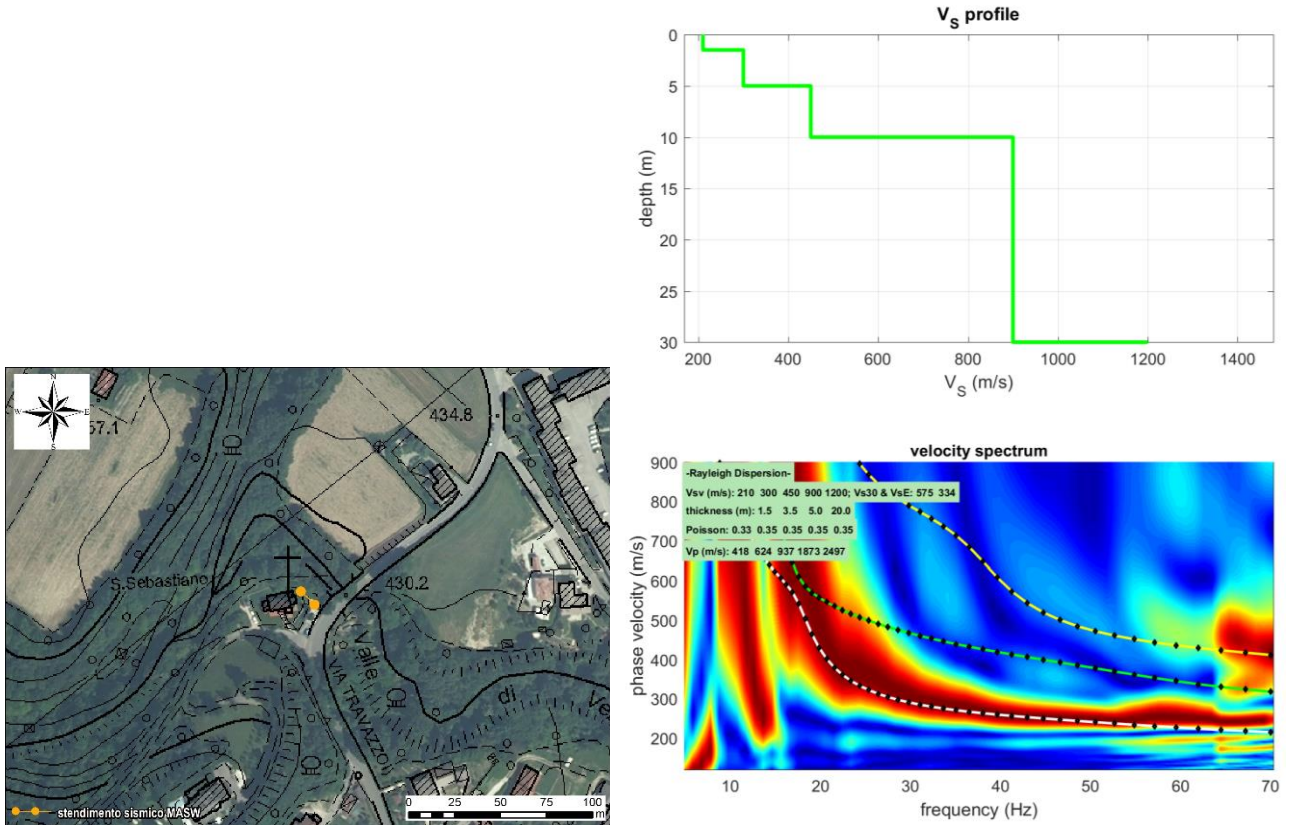 V_S profile
0
5
10
15
20
25
30
depth (m)
200 400 600 800 1000 1200 1400
V_S (m/s)
N
W E
S
57.1
434.8
S.Sebastiano
430.2
Valle
di
VIA TRAVAZZO
stendimento sismico MASW
0 25 50 75 100
m
velocity spectrum
900
800
700
600
500
400
300
200
phase velocity (m/s)
-Rayleigh Dispersion-
Vsv (m/s): 210 300 450 900 1200; Vs30 & VsE: 575 334
thickness (m): 1.5 3.5 5.0 20.0
Poisson: 0.33 0.35 0.35 0.35 0.35
Vp (m/s): 418 624 937 1873 2497
10 20 30 40 50 60 70
frequency (Hz)